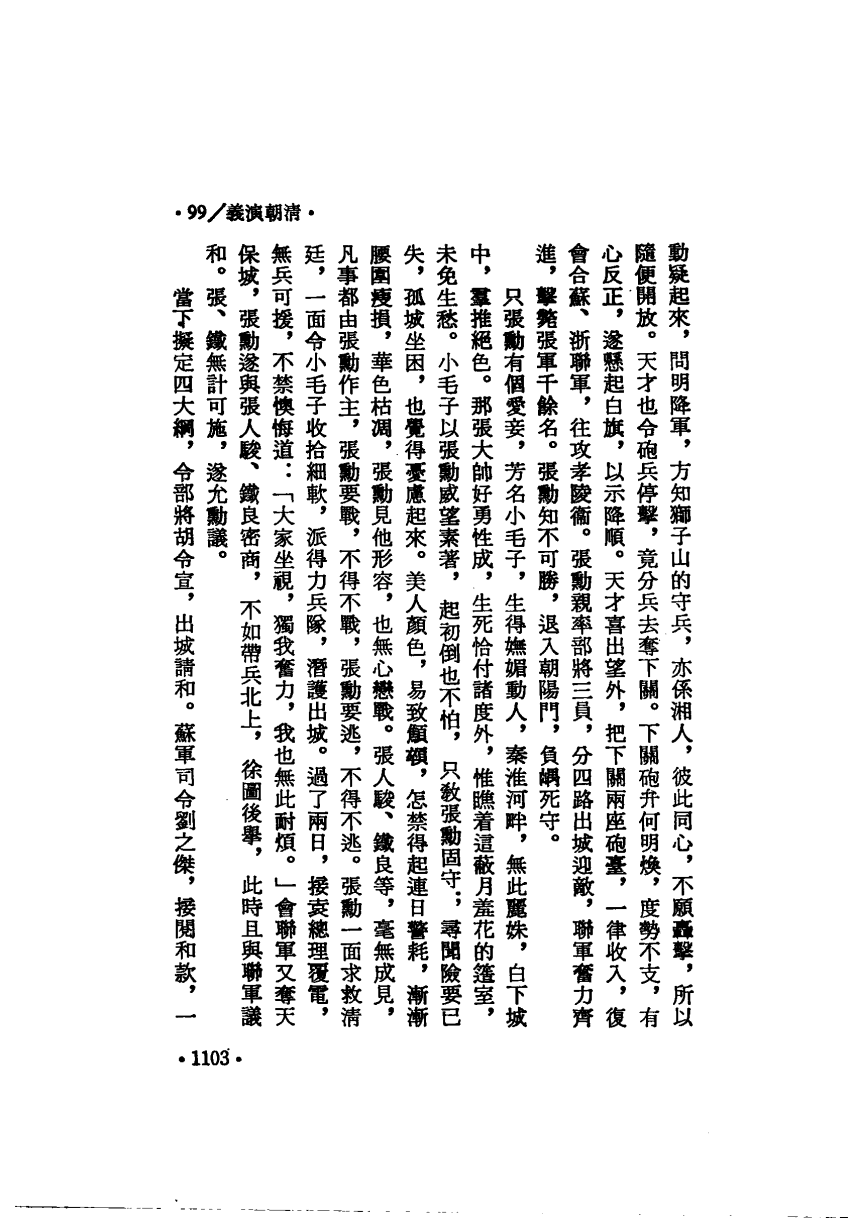 ·清朝演義／99·
動疑起來，問明降軍，方知獅子山的守兵，亦係湘人，彼此同心，不願轟擊，所以
隨便開放。天才也令砲兵停擊，竟分兵去奪下關。下關砲弁何明煥，度勢不支，有
心反正，遂懸起白旗，以示降順。天才喜出望外，把下關兩座砲臺，一律收入，復
會合蘇、浙聯軍，往攻孝陵衞。張勳親率部將三員，分四路出城迎敵，聯軍奮力齊
進，擊斃張軍千餘名。張勳知不可勝，退入朝陽門，負嵎死守。
只張勳有個愛妾，芳名小毛子，生得嫵媚動人，秦淮河畔，無此麗姝，白下城
中，羣推絕色。那張大帥好勇性成，生死恰付諸度外，惟瞧着這蔽月羞花的簉室，
未免生愁。小毛子以張勳威望素著，起初倒也不怕，只敎張勳固守；尋聞險要已
失，孤城坐困，也覺得憂慮起來。美人顏色，易致顦顇，怎禁得起連日警耗，漸漸
腰圍瘦損，華色枯凋，張勳見他形容，也無心戀戰。張人駿、鐵良等，毫無成見，
凡事都由張勳作主，張勳要戰，不得不戰，張勳要逃，不得不逃。張勳一面求救清
廷，一面令小毛子收拾細軟，派得力兵隊，潛護出城。過了兩日，接袁總理覆電，
無兵可援，不禁懊悔道：「大家坐視，獨我奮力，我也無此耐煩。」會聯軍又奪天
保城，張勳遂與張人駿、鐵良密商，不如帶兵北上，徐圖後舉，此時且與聯軍議
和。張、鐵無計可施，遂允勳議。
當下擬定四大綱，令部將胡令宣，出城請和。蘇軍司令劉之傑，接閱和款，一
·1103·